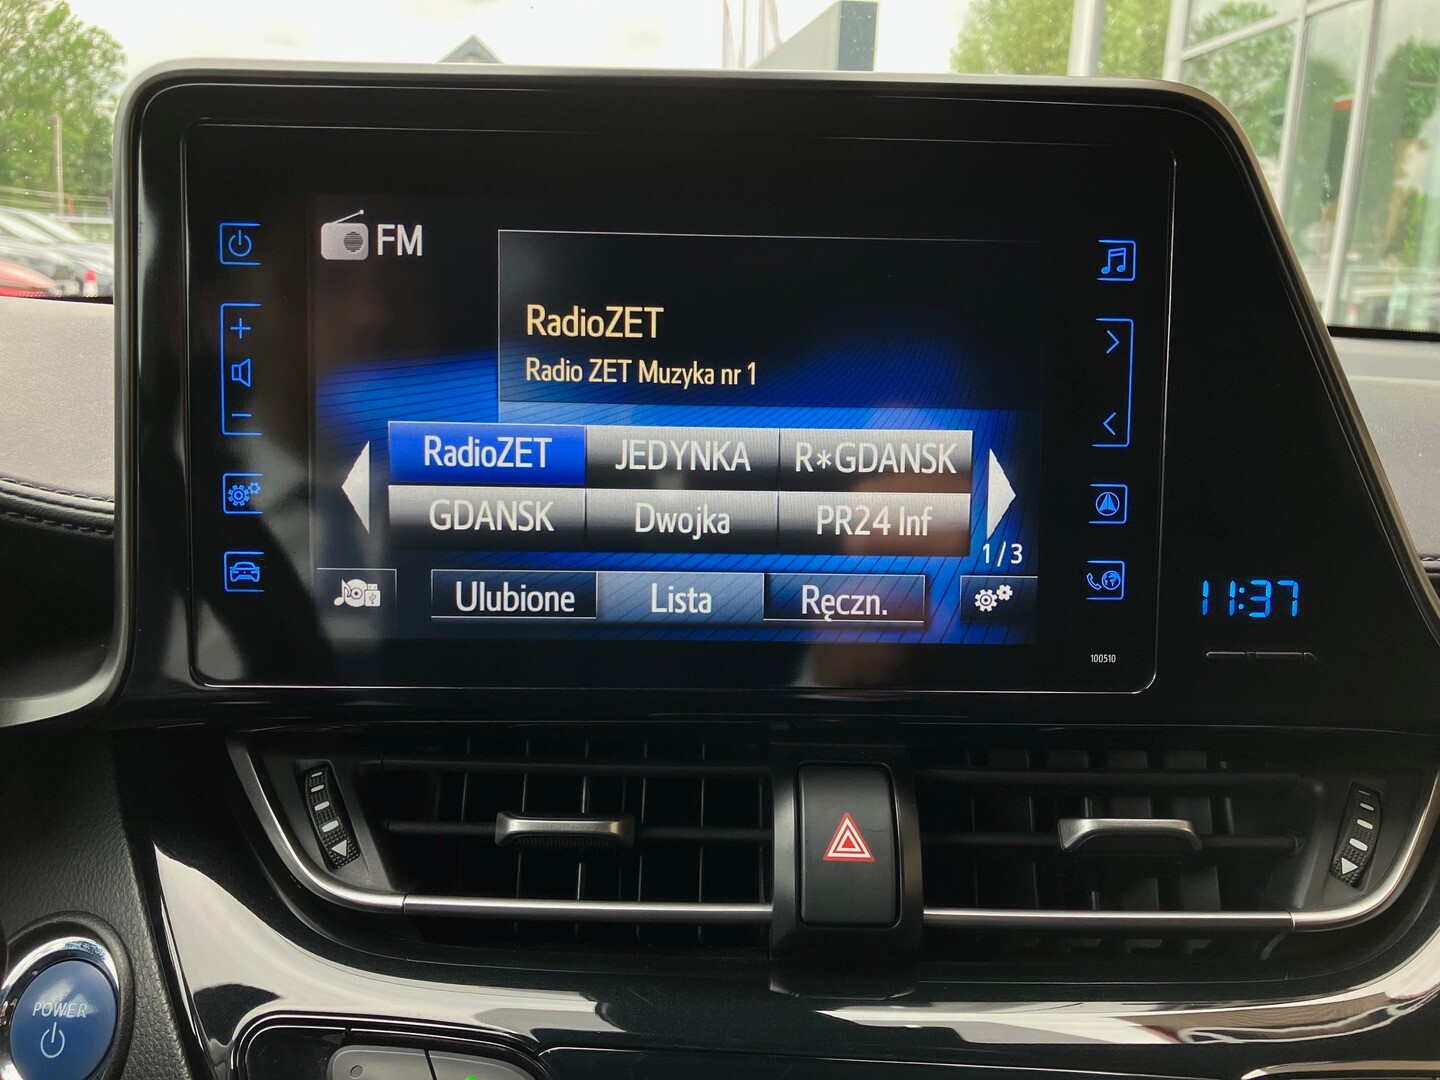 FM
RadioZET
Radio ZET Muzyka nr 1
RadioZET JEDYNKA R*GDANSK
GDANSK Dwojka PR24 Inf
1/3
Ulubione Lista Ręczn.
11:37
100510
POWER